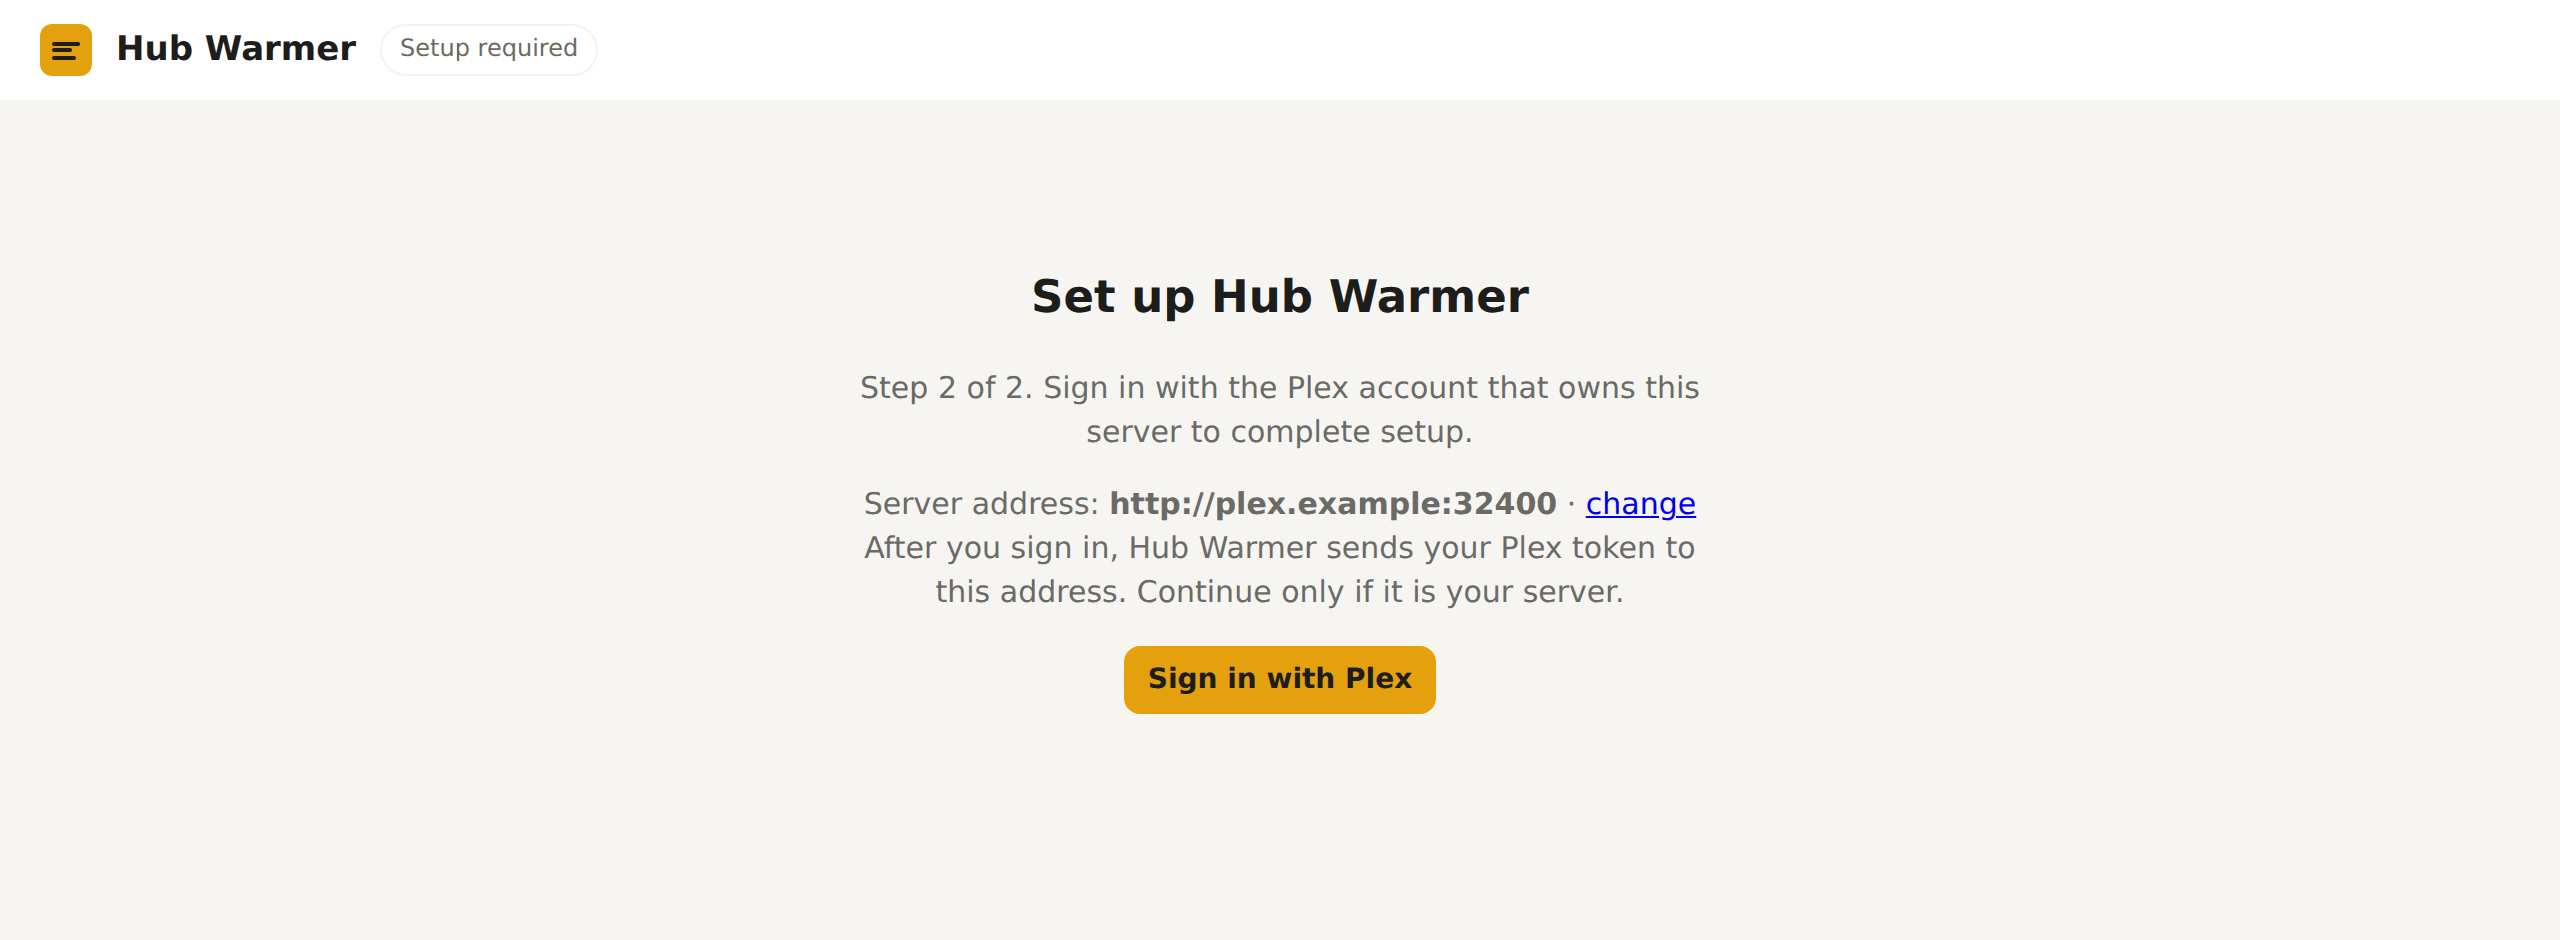 Hub Warmer Setup required
Set up Hub Warmer
Step 2 of 2. Sign in with the Plex account that owns this
server to complete setup.
Server address: http://plex.example:32400 · change
After you sign in, Hub Warmer sends your Plex token to
this address. Continue only if it is your server.
Sign in with Plex